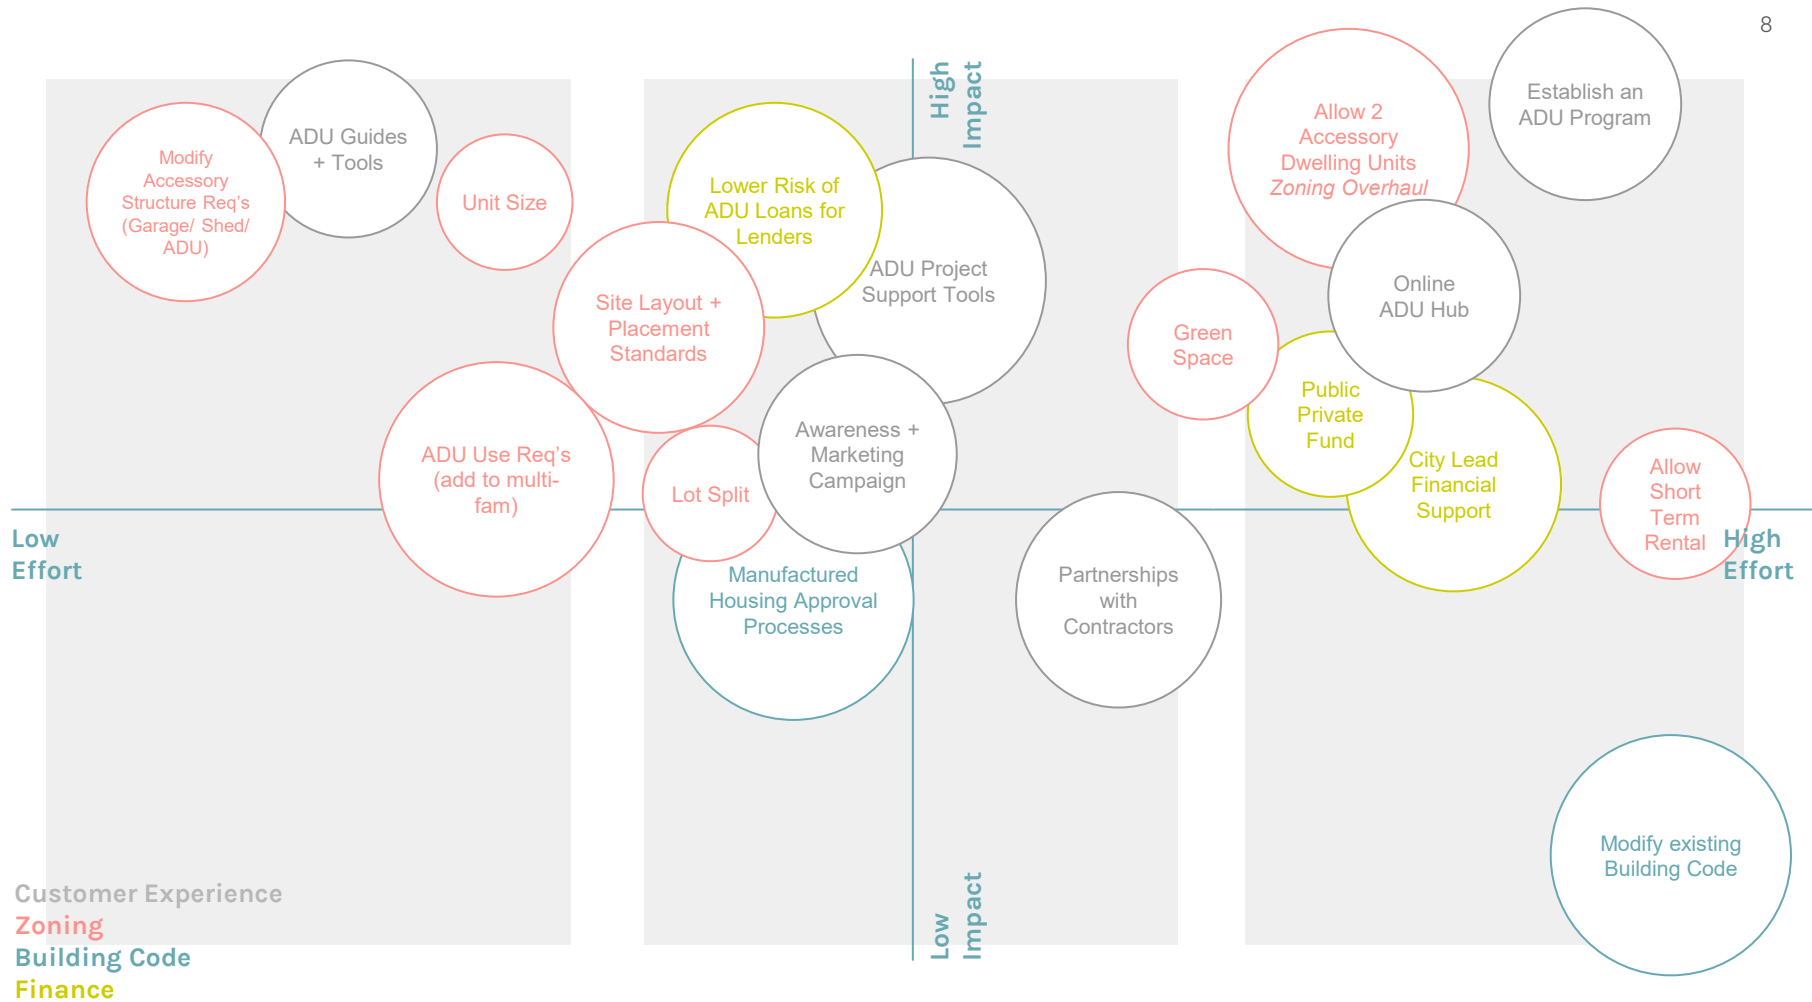 8
High
Impact
Establish an
ADU Program
Allow 2
Accessory
Dwelling Units
Zoning Overhaul
ADU Guides
+ Tools
Modify
Accessory
Structure Req’s
(Garage/ Shed/
ADU)
Unit Size
Lower Risk of
ADU Loans for
Lenders
ADU Project
Support Tools
Online
ADU Hub
Site Layout +
Placement
Standards
Green
Space
Public
Private
Fund
Awareness +
Marketing
Campaign
ADU Use Req’s
(add to multi-
fam)
Lot Split
City Lead
Financial
Support
Allow
Short
Term
Rental
Low
Effort
High
Effort
Manufactured
Housing Approval
Processes
Partnerships
with
Contractors
Modify existing
Building Code
Low
Impact
Customer Experience
Zoning
Building Code
Finance